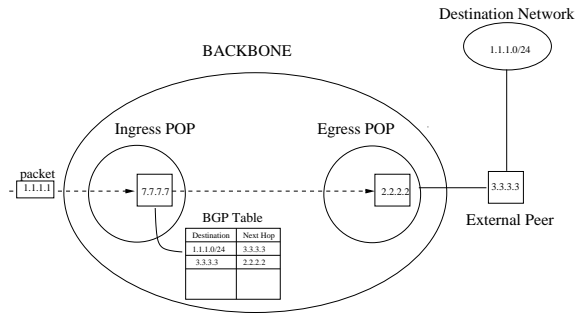 Destination Network
1.1.1.0/24
BACKBONE
Ingress POP
Egress POP
packet
1.1.1.1
7.7.7.7
2.2.2.2
3.3.3.3
External Peer
BGP Table
Destination Next Hop
1.1.1.0/24 3.3.3.3
3.3.3.3 2.2.2.2